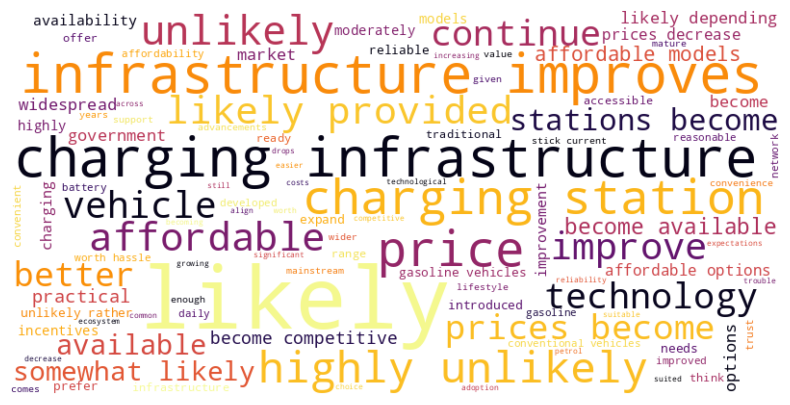 availability
offer
unlikely
moderately
continue
models
likely depending
prices decrease
affordability
market
reliable
increasing
value
mature
affordable models
infrastructure improves
given
widespread
across
years
support
likely provided
accessible
become
highly
government
advancements
ready
traditional
stations become
stick current
reasonable
network
charging infrastructure
drops
easier
convenient
charging
battery
still
costs
technological
convenience
vehicle
developed
align
worth
charging station
competitive
expand
wider
improvement
become available
affordable
price
improve
expectations
worth hassle
significant
range
growing
mainstream
gasoline vehicles
lifestyle
affordable options
reliability
trouble
better
practical
likely
enough
daily
introduced
gasoline
technology
suitable
unlikely rather
common
ecosystem
incentives
become competitive
prices become
conventional vehicles
options
trust
available
petrol
needs
improved
decrease
somewhat likely
highly unlikely
suited
think
comes
prefer
infrastructure
choice
adoption